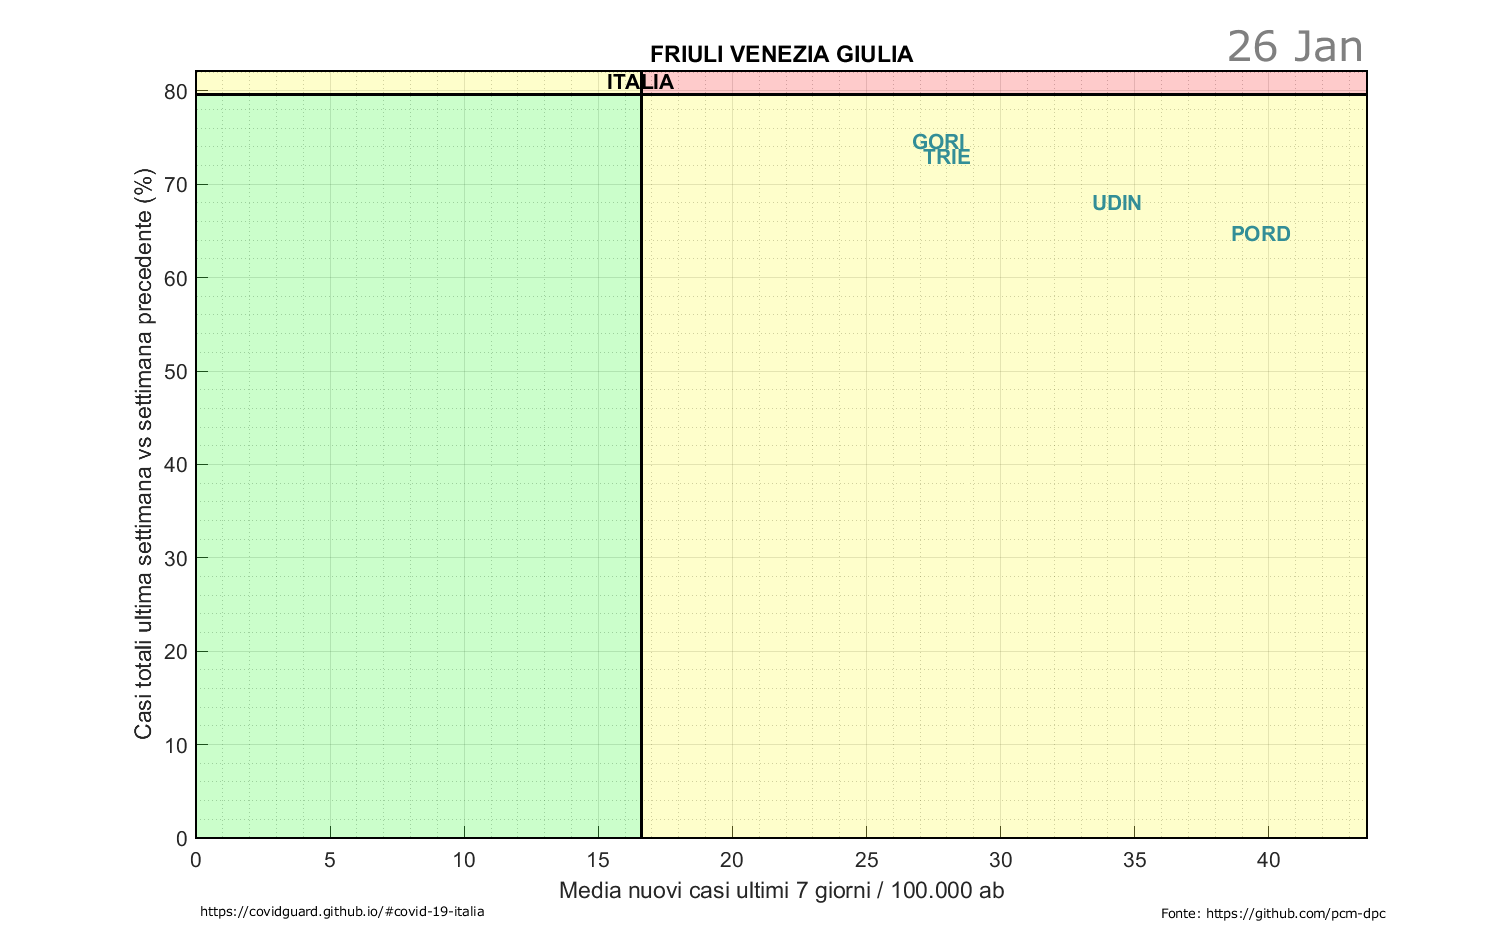 26 Jan
FRIULI VENEZIA GIULIA
ITALIA
80
70
60
50
40
30
20
10
0
Casi totali ultima settimana vs settimana precedente (%)
GORI
TRIE
UDIN
PORD
0 5 10 15 20 25 30 35 40
Media nuovi casi ultimi 7 giorni / 100.000 ab
https://covidguard.github.io/#covid-19-italia
Fonte: https://github.com/pcm-dpc